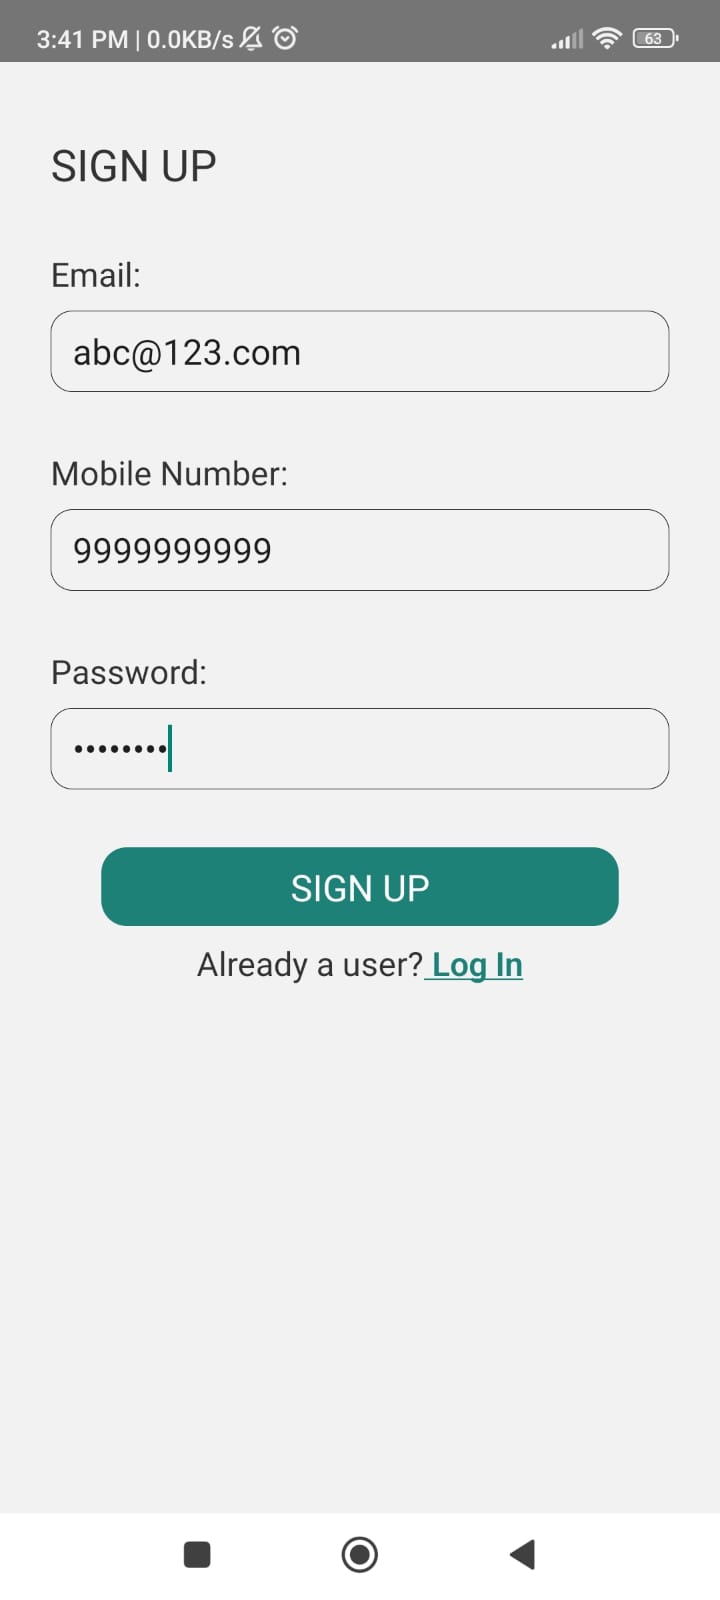 3:41 PM | 0.0KB/s 63
SIGN UP
Email:
abc@123.com
Mobile Number:
9999999999
Password:
••••••••
SIGN UP
Already a user? Log In